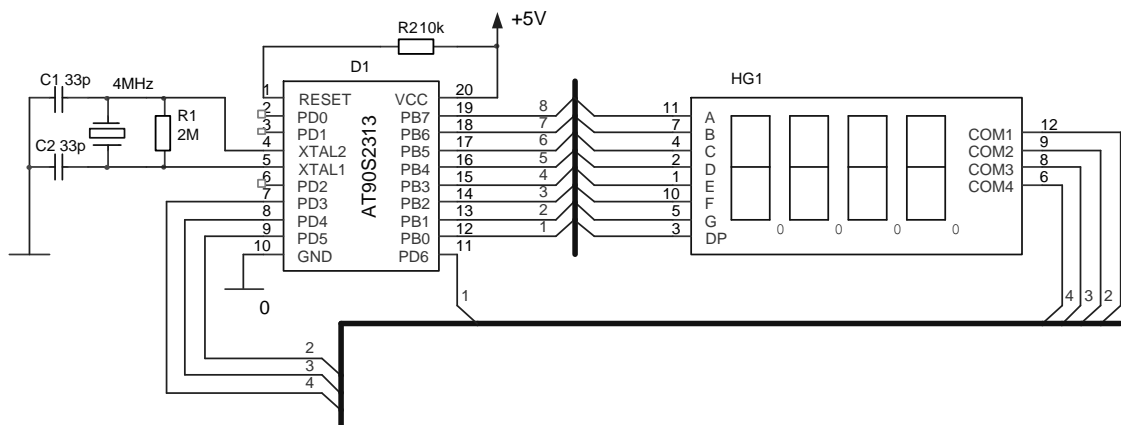 R210k
+5V
D1
C1 33p
4MHz
R1
2M
C2 33p
HG1
1 RESET VCC 20
2 PD0 PB7 19 8
3 PD1 PB6 18 7
4 XTAL2 PB5 17 6
5 XTAL1 PB4 16 5
6 PD2 PB3 15 4
7 PD3 PB2 14 3
8 PD4 PB1 13 2
9 PD5 PB0 12 1
10 GND PD6 11
AT90S2313
11 A
7 B
4 C
2 D
1 E
10 F
5 G
3 DP
0 0 0 0
COM1 12
COM2 9
COM3 8
COM4 6
0
1
4 3 2
2
3
4